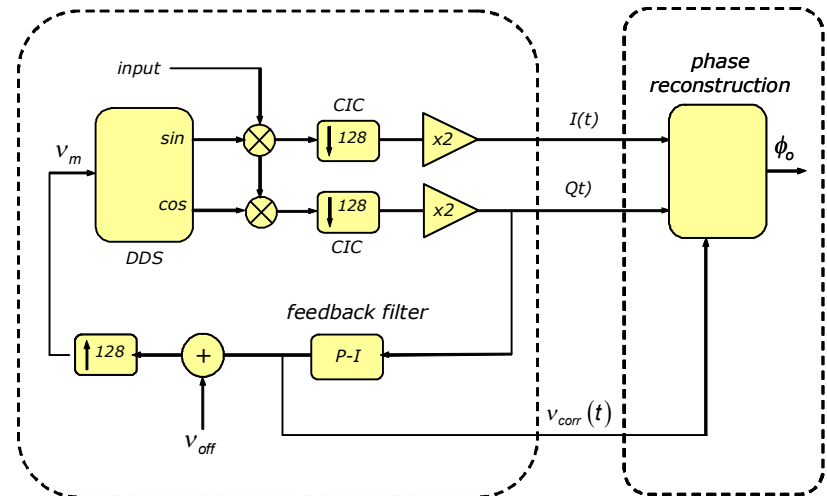 input
CIC
phase
reconstruction
sin
↓ 128
x2
I(t)
ν_m
ϕ_o
cos
↓ 128
x2
Qt)
DDS
CIC
feedback filter
↑ 128
+
P-I
ν_corr (t)
ν_off